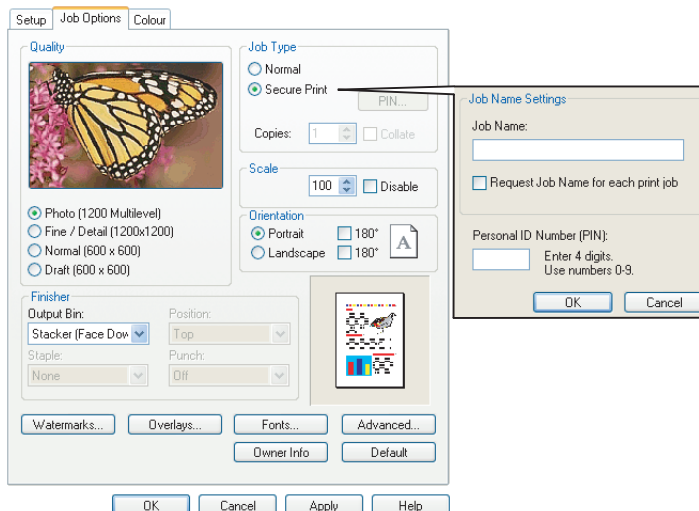 Setup Job Options Colour
Quality
Photo (1200 Multilevel)
Fine / Detail (1200x1200)
Normal (600 x 600)
Draft (600 x 600)
Job Type
Normal
Secure Print
PIN...
Copies: 1 Collate
Scale
100 Disable
Orientation
Portrait 180°
Landscape 180°
A
Finisher
Output Bin: Position:
Stacker (Face Dow Top
Staple: Punch:
None Off
Watermarks... Overlays... Fonts... Advanced...
Owner Info Default
OK Cancel Apply Help
Job Name Settings
Job Name:
Request Job Name for each print job
Personal ID Number (PIN):
Enter 4 digits.
Use numbers 0-9.
OK Cancel